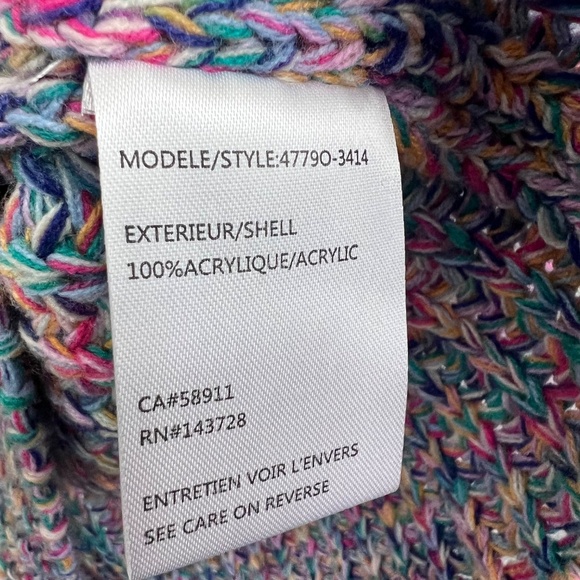 MODELE/STYLE:4779O-3414
EXTERIEUR/SHELL
100%ACRYLIQUE/ACRYLIC
CA#58911
RN#143728
ENTRETIEN VOIR L'ENVERS
SEE CARE ON REVERSE